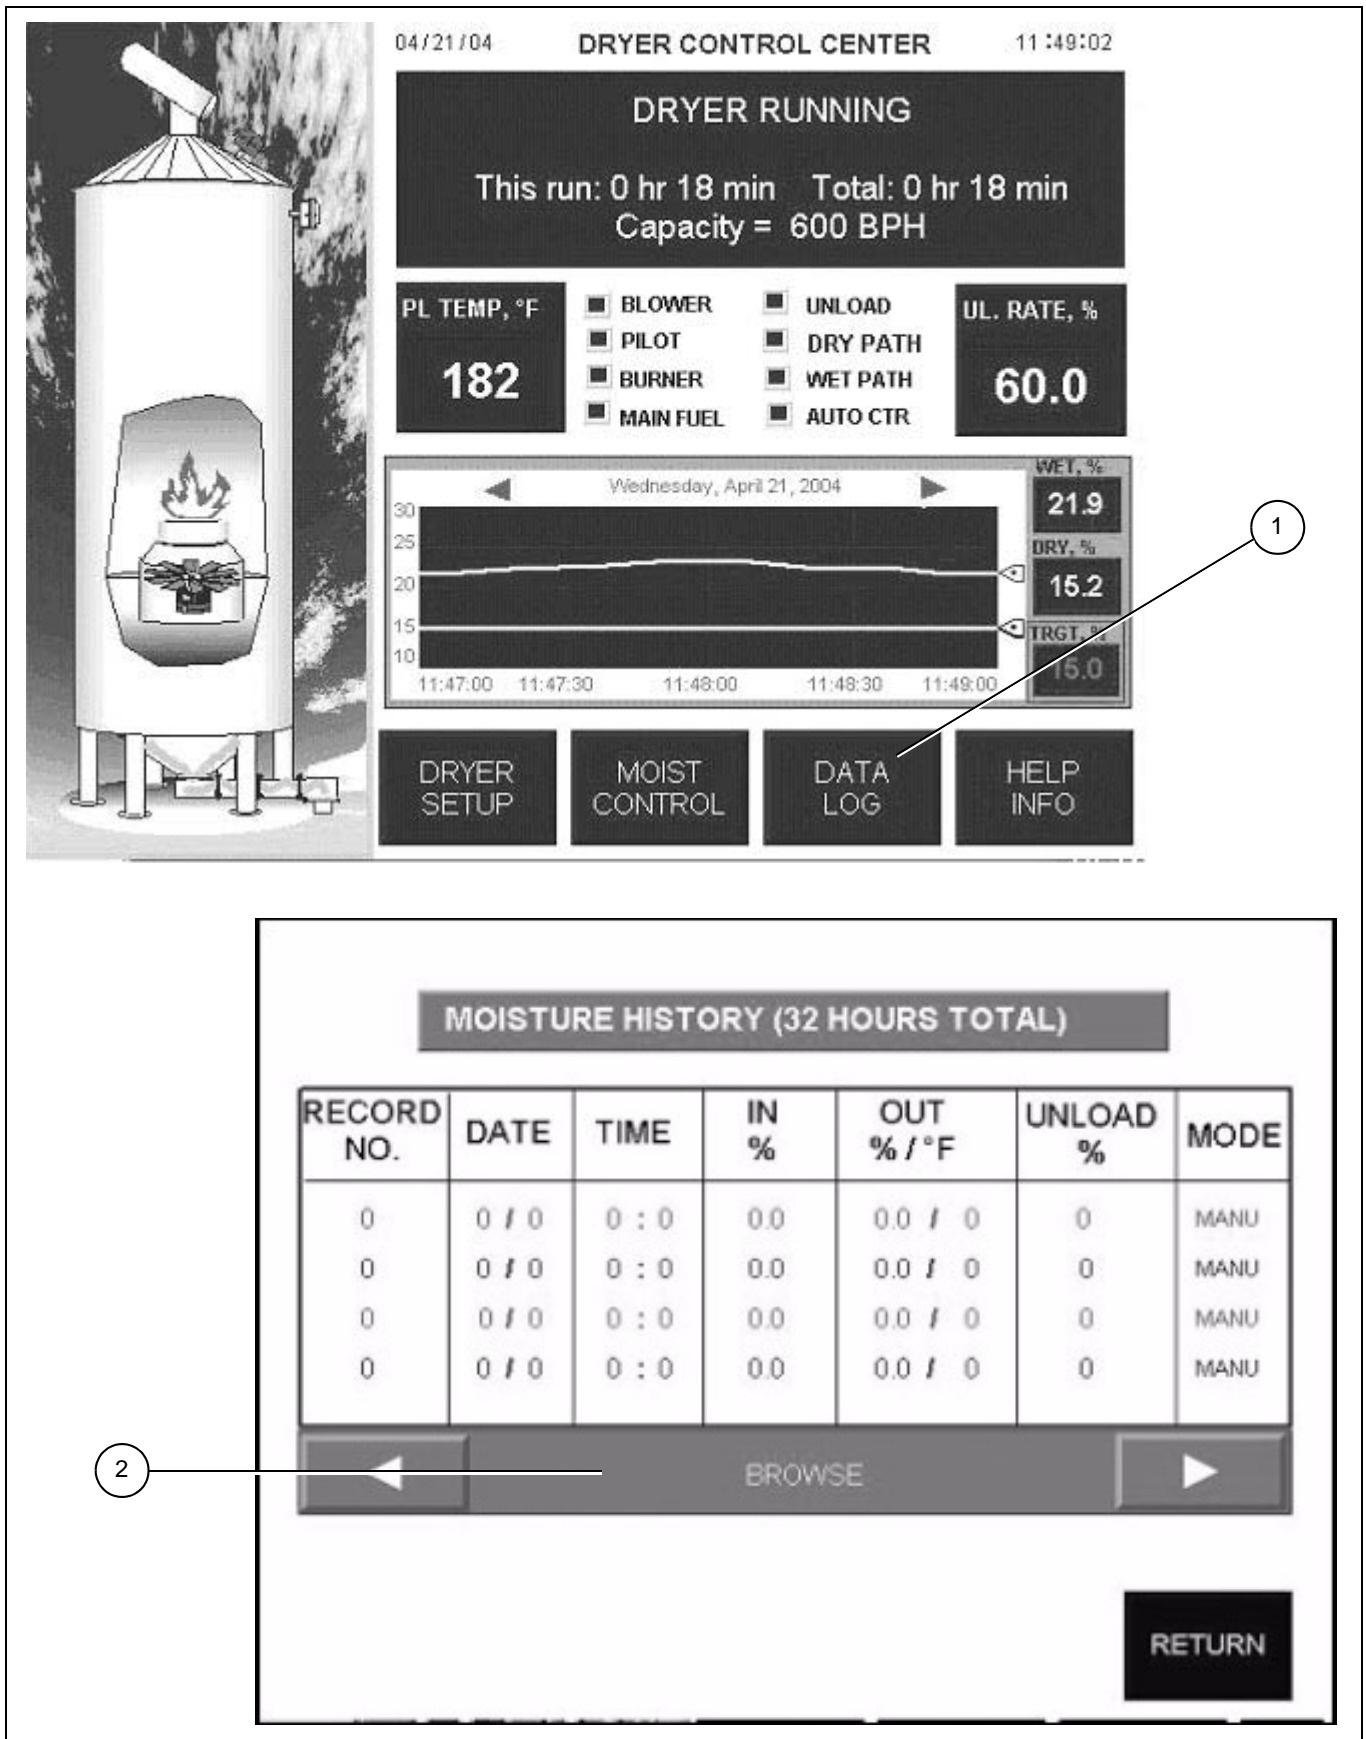 04/21/04 DRYER CONTROL CENTER 11:49:02
DRYER RUNNING
This run: 0 hr 18 min Total: 0 hr 18 min
Capacity = 600 BPH
PL TEMP, °F
182
BLOWER
PILOT
BURNER
MAIN FUEL
UNLOAD
DRY PATH
WET PATH
AUTO CTR
UL. RATE, %
60.0
Wednesday, April 21, 2004
30
25
20
15
10
11:47:00 11:47:30 11:48:00 11:48:30 11:49:00
WET, %
21.9
DRY, %
15.2
TRGT, %
15.0
1
DRYER SETUP
MOIST CONTROL
DATA LOG
HELP INFO
MOISTURE HISTORY (32 HOURS TOTAL)
RECORD NO. DATE TIME IN % OUT % / °F UNLOAD % MODE
0 0 / 0 0 : 0 0.0 0.0 / 0 0 MANU
0 0 / 0 0 : 0 0.0 0.0 / 0 0 MANU
0 0 / 0 0 : 0 0.0 0.0 / 0 0 MANU
0 0 / 0 0 : 0 0.0 0.0 / 0 0 MANU
2
BROWSE
RETURN